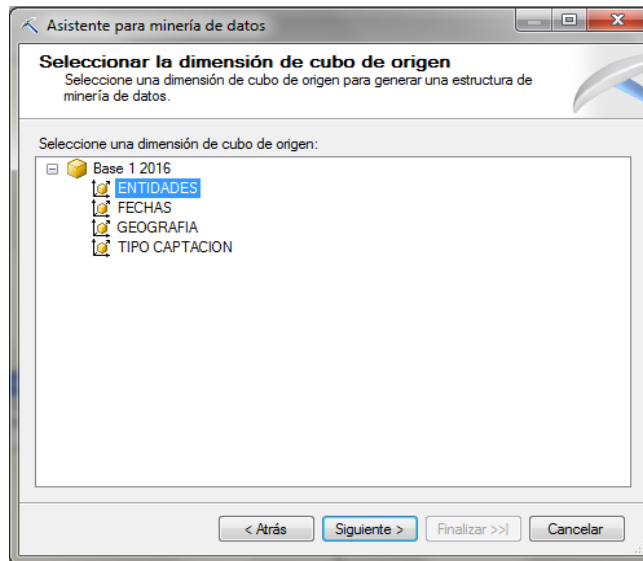 Asistente para minería de datos
Seleccionar la dimensión de cubo de origen
Seleccione una dimensión de cubo de origen para generar una estructura de
minería de datos.
Seleccione una dimensión de cubo de origen:
Base 1 2016
ENTIDADES
FECHAS
GEOGRAFIA
TIPO CAPTACION
< Atrás
Siguiente >
Finalizar >>|
Cancelar